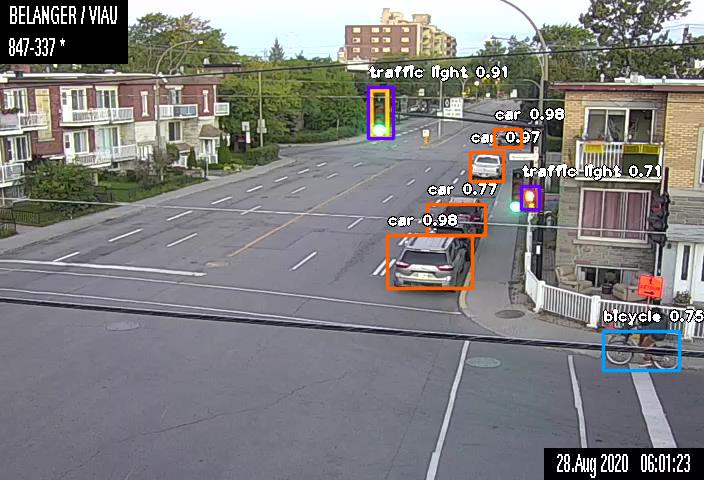 BELANGER / VIAU
847-337 *
traffic light 0.91
car 0.98
car 0.97
traffic light 0.71
car 0.77
car 0.98
bicycle 0.75
28.Aug 2020 06:01:23